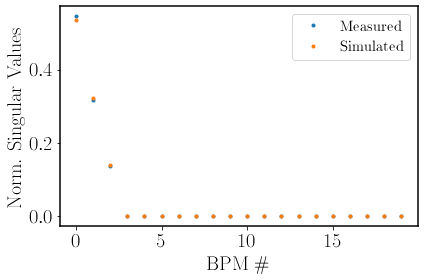 Norm. Singular Values
0.4
0.2
0.0
Measured
Simulated
0 5 10 15
BPM #